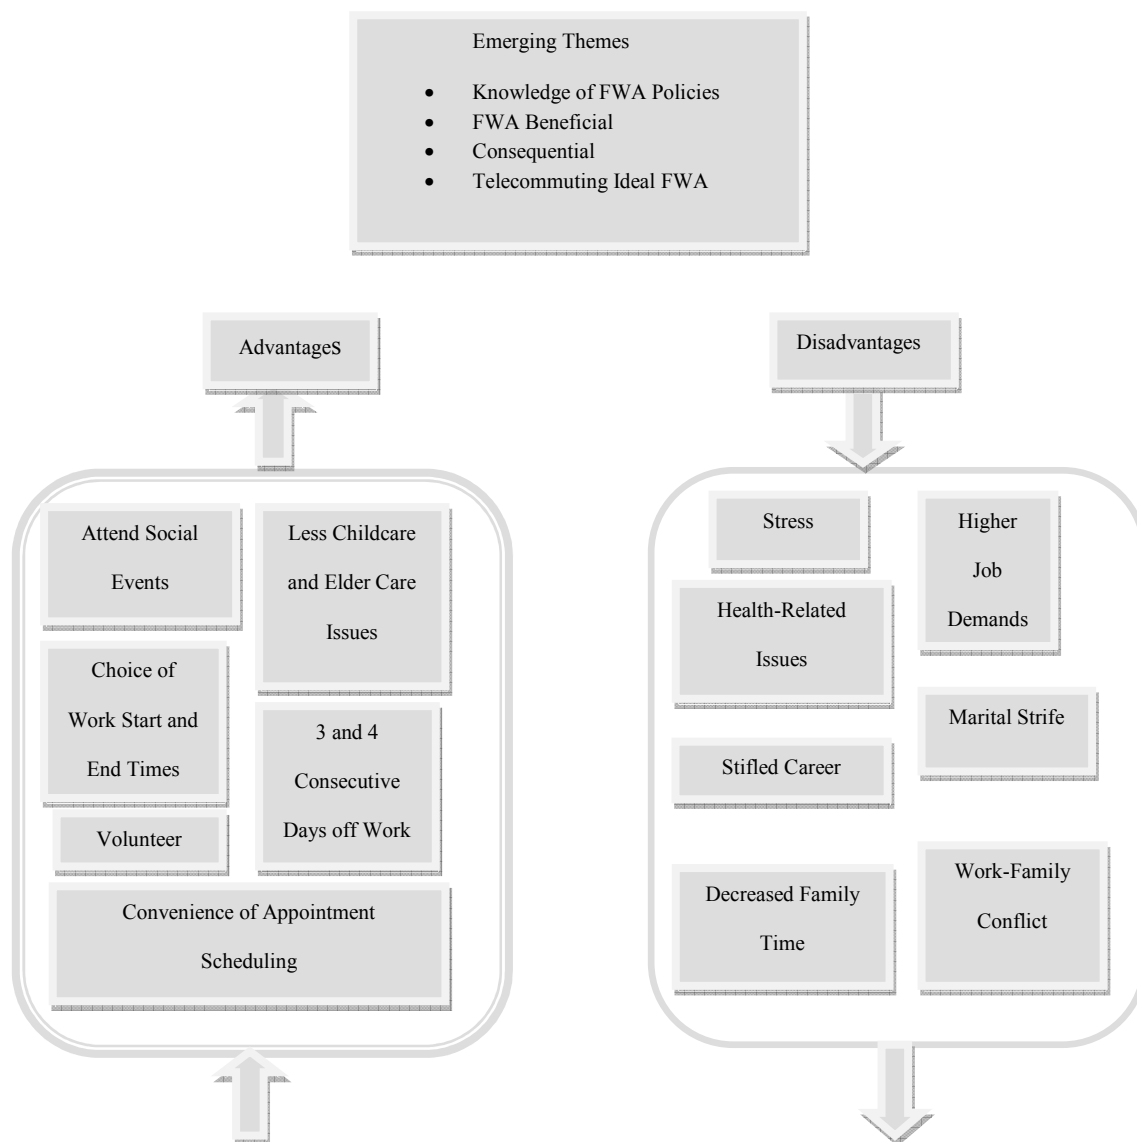 Emerging Themes
• Knowledge of FWA Policies
• FWA Beneficial
• Consequential
• Telecommuting Ideal FWA
Advantages
Attend Social
Events
Less Childcare
and Elder Care
Issues
Choice of
Work Start and
End Times
3 and 4
Consecutive
Days off Work
Volunteer
Convenience of Appointment
Scheduling
Disadvantages
Stress
Higher
Job
Demands
Health-Related
Issues
Marital Strife
Stifled Career
Decreased Family
Time
Work-Family
Conflict